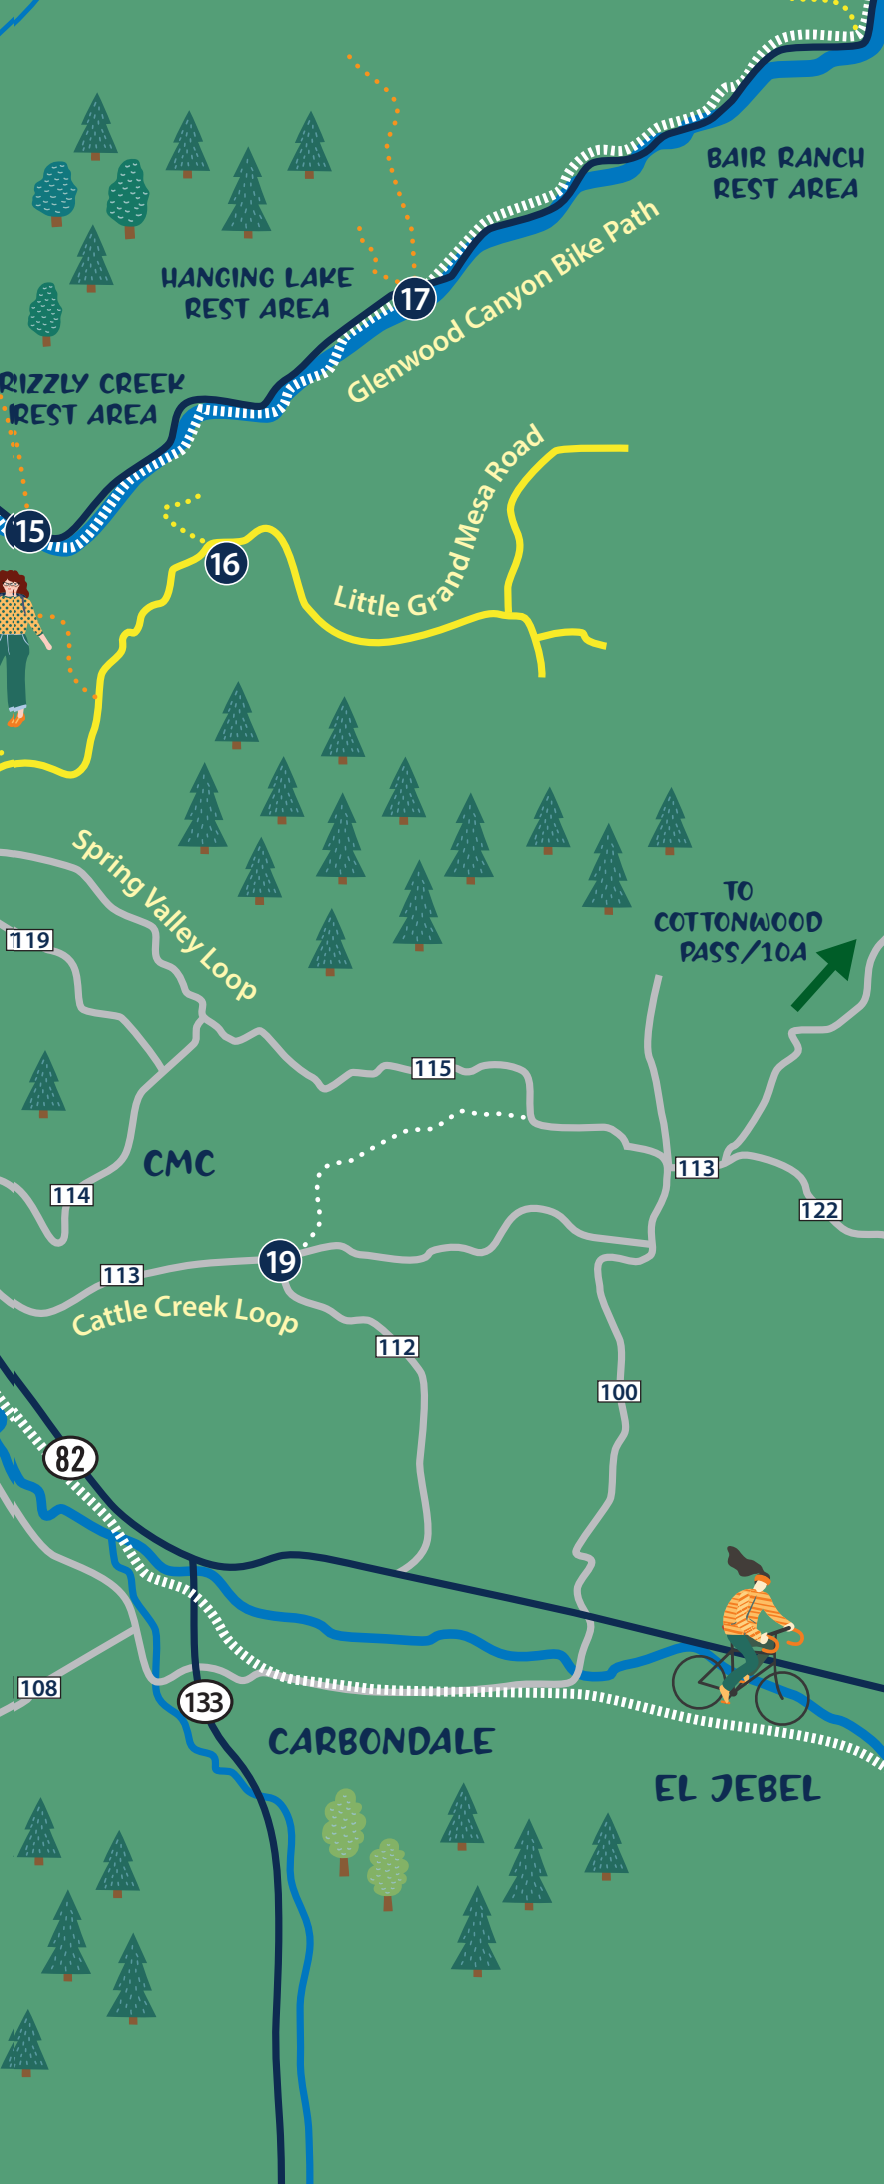 BAIR RANCH
REST AREA
Glenwood Canyon Bike Path
HANGING LAKE
REST AREA
17
RIZZLY CREEK
REST AREA
15
16
Little Grand Mesa Road
Spring Valley Loop
TO
COTTONWOOD
PASS/10A
119
115
CMC
113
114
122
19
113
Cattle Creek Loop
112
100
82
108
133
CARBONDALE
EL JEBEL